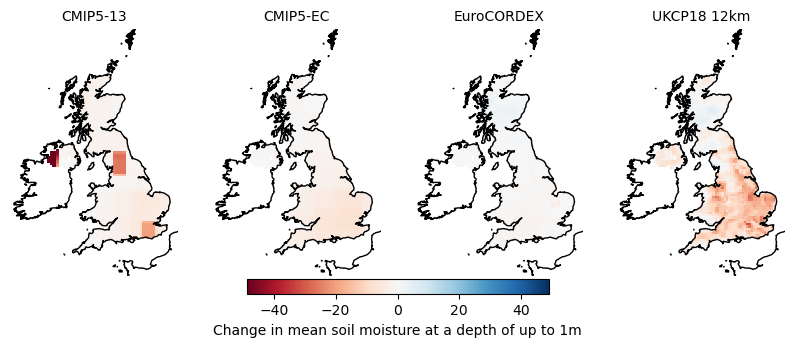 CMIP5-13
CMIP5-EC
EuroCORDEX
UKCP18 12km
−40
−20
0
20
40
Change in mean soil moisture at a depth of up to 1m